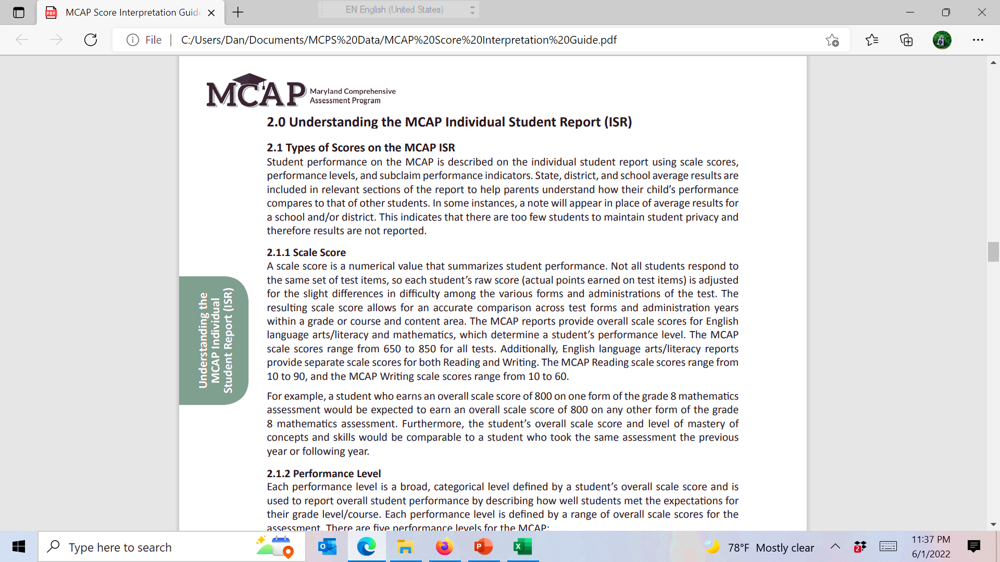 MCAP Score Interpretation Guide
EN English (United States)
File
C:/Users/Dan/Documents/MCPS%20Data/MCAP%20Score%20Interpretation%20Guide.pdf
MCAP
Maryland Comprehensive
Assessment Program
2.0 Understanding the MCAP Individual Student Report (ISR)
2.1 Types of Scores on the MCAP ISR
Student performance on the MCAP is described on the individual student report using scale scores,
performance levels, and subclaim performance indicators. State, district, and school average results are
included in relevant sections of the report to help parents understand how their child’s performance
compares to that of other students. In some instances, a note will appear in place of average results for
a school and/or district. This indicates that there are too few students to maintain student privacy and
therefore results are not reported.
2.1.1 Scale Score
A scale score is a numerical value that summarizes student performance. Not all students respond to
the same set of test items, so each student’s raw score (actual points earned on test items) is adjusted
for the slight differences in difficulty among the various forms and administrations of the test. The
resulting scale score allows for an accurate comparison across test forms and administration years
within a grade or course and content area. The MCAP reports provide overall scale scores for English
language arts/literacy and mathematics, which determine a student’s performance level. The MCAP
scale scores range from 650 to 850 for all tests. Additionally, English language arts/literacy reports
provide separate scale scores for both Reading and Writing. The MCAP Reading scale scores range from
10 to 90, and the MCAP Writing scale scores range from 10 to 60.
For example, a student who earns an overall scale score of 800 on one form of the grade 8 mathematics
assessment would be expected to earn an overall scale score of 800 on any other form of the grade
8 mathematics assessment. Furthermore, the student’s overall scale score and level of mastery of
concepts and skills would be comparable to a student who took the same assessment the previous
year or following year.
2.1.2 Performance Level
Each performance level is a broad, categorical level defined by a student’s overall scale score and is
used to report overall student performance by describing how well students met the expectations for
their grade level/course. Each performance level is defined by a range of overall scale scores for the
assessment. There are five performance levels for the MCAP:
Understanding the
MCAP Individual
Student Report (ISR)
Type here to search
78°F Mostly clear
2
11:37 PM
6/1/2022